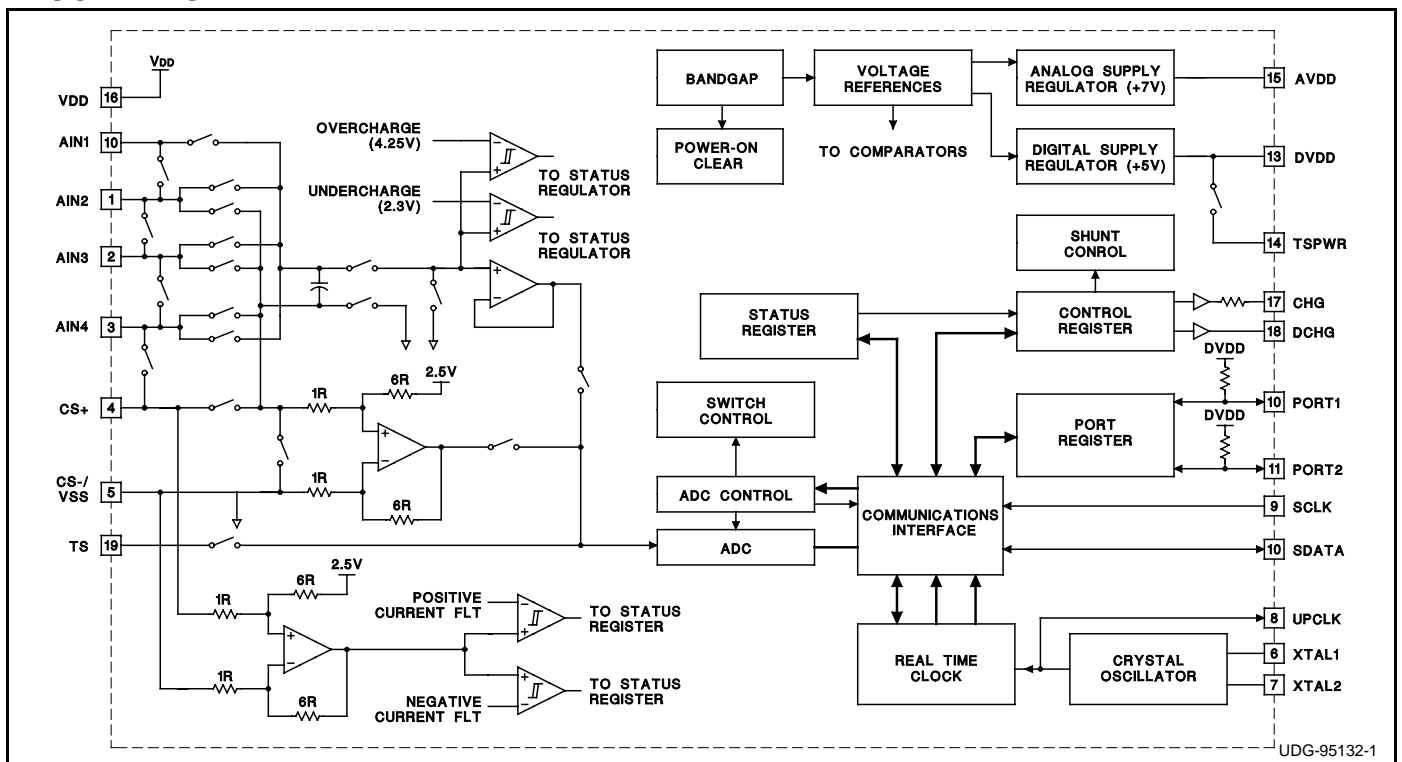 VDD
VDD 16
AIN1 10
AIN2 1
AIN3 2
AIN4 3
CS+ 4
CS-/
VSS 5
TS 19
OVERCHARGE
(4.25V)
TO STATUS
REGULATOR
UNDERCHARGE
(2.3V)
TO STATUS
REGULATOR
1R
6R
2.5V
1R
6R
2.5V
6R
1R
1R
6R
POSITIVE
CURRENT FLT
TO STATUS
REGISTER
NEGATIVE
CURRENT FLT
TO STATUS
REGISTER
BANDGAP
VOLTAGE
REFERENCES
ANALOG SUPPLY
REGULATOR (+7V)
15 AVDD
POWER-ON
CLEAR
TO COMPARATORS
DIGITAL SUPPLY
REGULATOR (+5V)
13 DVDD
14 TSPWR
SHUNT
CONROL
STATUS
REGISTER
CONTROL
REGISTER
17 CHG
18 DCHG
DVDD
SWITCH
CONTROL
PORT
REGISTER
10 PORT1
DVDD
11 PORT2
ADC CONTROL
ADC
COMMUNICATIONS
INTERFACE
9 SCLK
10 SDATA
8 UPCLK
REAL TIME
CLOCK
CRYSTAL
OSCILLATOR
6 XTAL1
7 XTAL2
UDG-95132-1